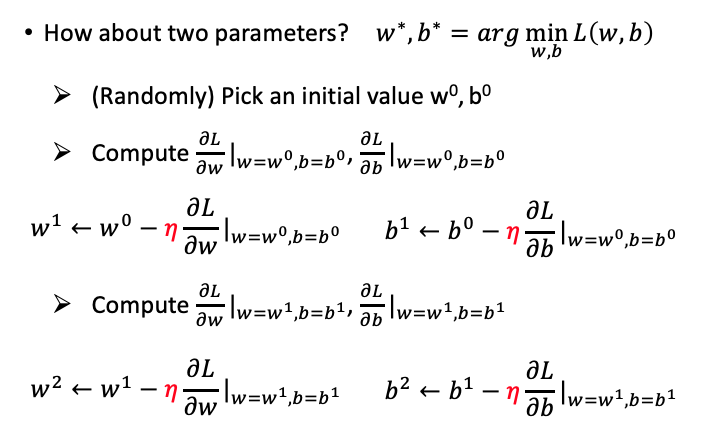 • How about two parameters? w*, b* = arg min_{w,b} L(w, b)
➤ (Randomly) Pick an initial value w⁰, b⁰
➤ Compute ∂L/∂w |_{w=w⁰,b=b⁰}, ∂L/∂b |_{w=w⁰,b=b⁰}
w¹ ← w⁰ − η ∂L/∂w |_{w=w⁰,b=b⁰} b¹ ← b⁰ − η ∂L/∂b |_{w=w⁰,b=b⁰}
➤ Compute ∂L/∂w |_{w=w¹,b=b¹}, ∂L/∂b |_{w=w¹,b=b¹}
w² ← w¹ − η ∂L/∂w |_{w=w¹,b=b¹} b² ← b¹ − η ∂L/∂b |_{w=w¹,b=b¹}